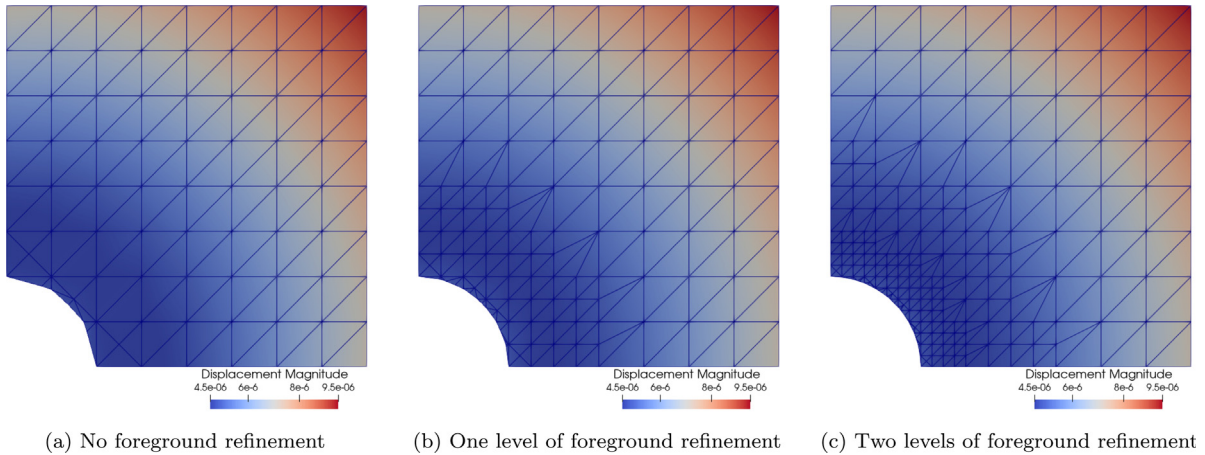 Displacement Magnitude
4.5e-06 6e-6 8e-6 9.5e-06
Displacement Magnitude
4.5e-06 6e-6 8e-6 9.5e-06
Displacement Magnitude
4.5e-06 6e-6 8e-6 9.5e-06
(a) No foreground refinement
(b) One level of foreground refinement
(c) Two levels of foreground refinement